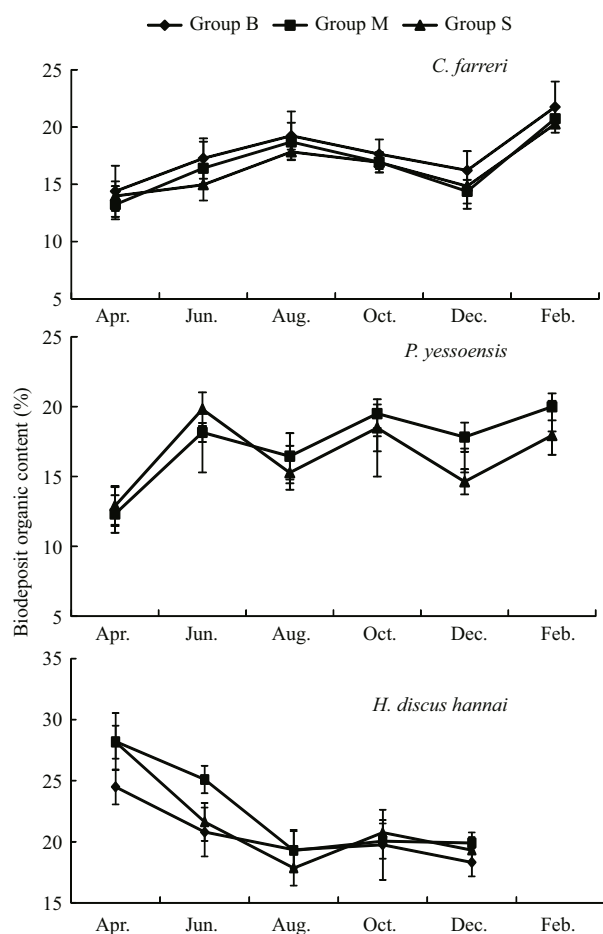 Group B Group M Group S
C. farreri
25
20
15
10
5
Apr. Jun. Aug. Oct. Dec. Feb.
P. yessoensis
25
20
15
10
5
Apr. Jun. Aug. Oct. Dec. Feb.
H. discus hannai
35
30
25
20
15
Apr. Jun. Aug. Oct. Dec. Feb.
Biodeposit organic content (%)